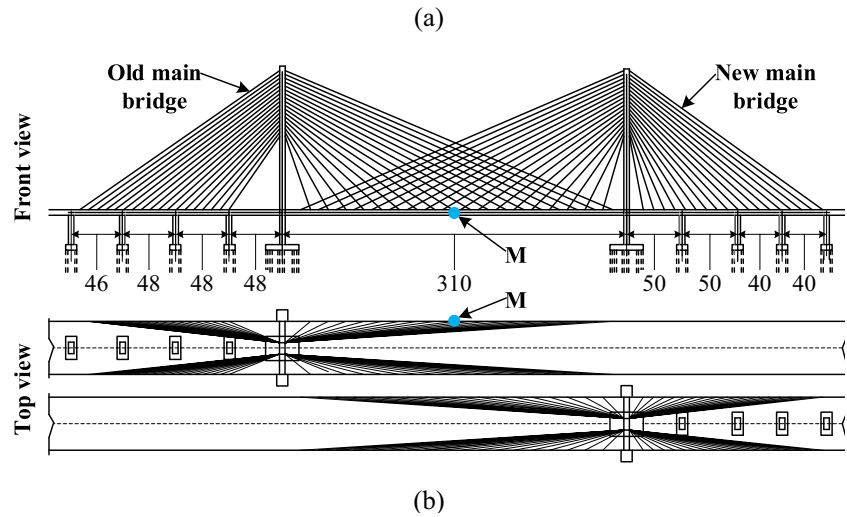 (a)
Old main
bridge
New main
bridge
Front view
M
46 48 48 48 310 50 50 40 40
M
Top view
(b)